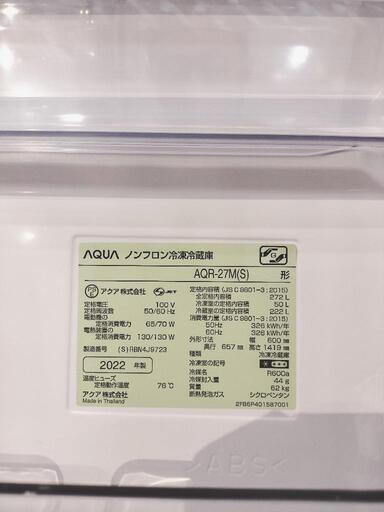 AQUA ノンフロン冷凍冷蔵庫
AQR-27M(S) 形
アクア株式会社 JET
定格電圧 100 V
定格周波数 50/60 Hz
電動機の
定格消費電力 65/70 W
電熱装置の
定格消費電力 130/130 W
製造番号 (S)RBN4J9723
2022 年製
温度ヒューズ
定格動作温度 76℃
アクア株式会社
Made in Thailand
定格内容積 (JIS C 9801-3:2015)
全定格内容積 272 L
冷凍室の定格内容積 50 L
冷蔵室の定格内容積 222 L
年間消費電力量 (JIS C 9801-3:2015)
50Hz 326 kWh/年
60Hz 326 kWh/年
外形寸法 幅 600 mm
奥行 657 mm 高さ 1419 mm
種類 冷凍冷蔵庫
冷凍室の記号
冷媒名 R600a
冷媒封入量 44 g
質量 62 kg
断熱発泡ガス シクロペンタン
2FB6P401587001
>ABS<